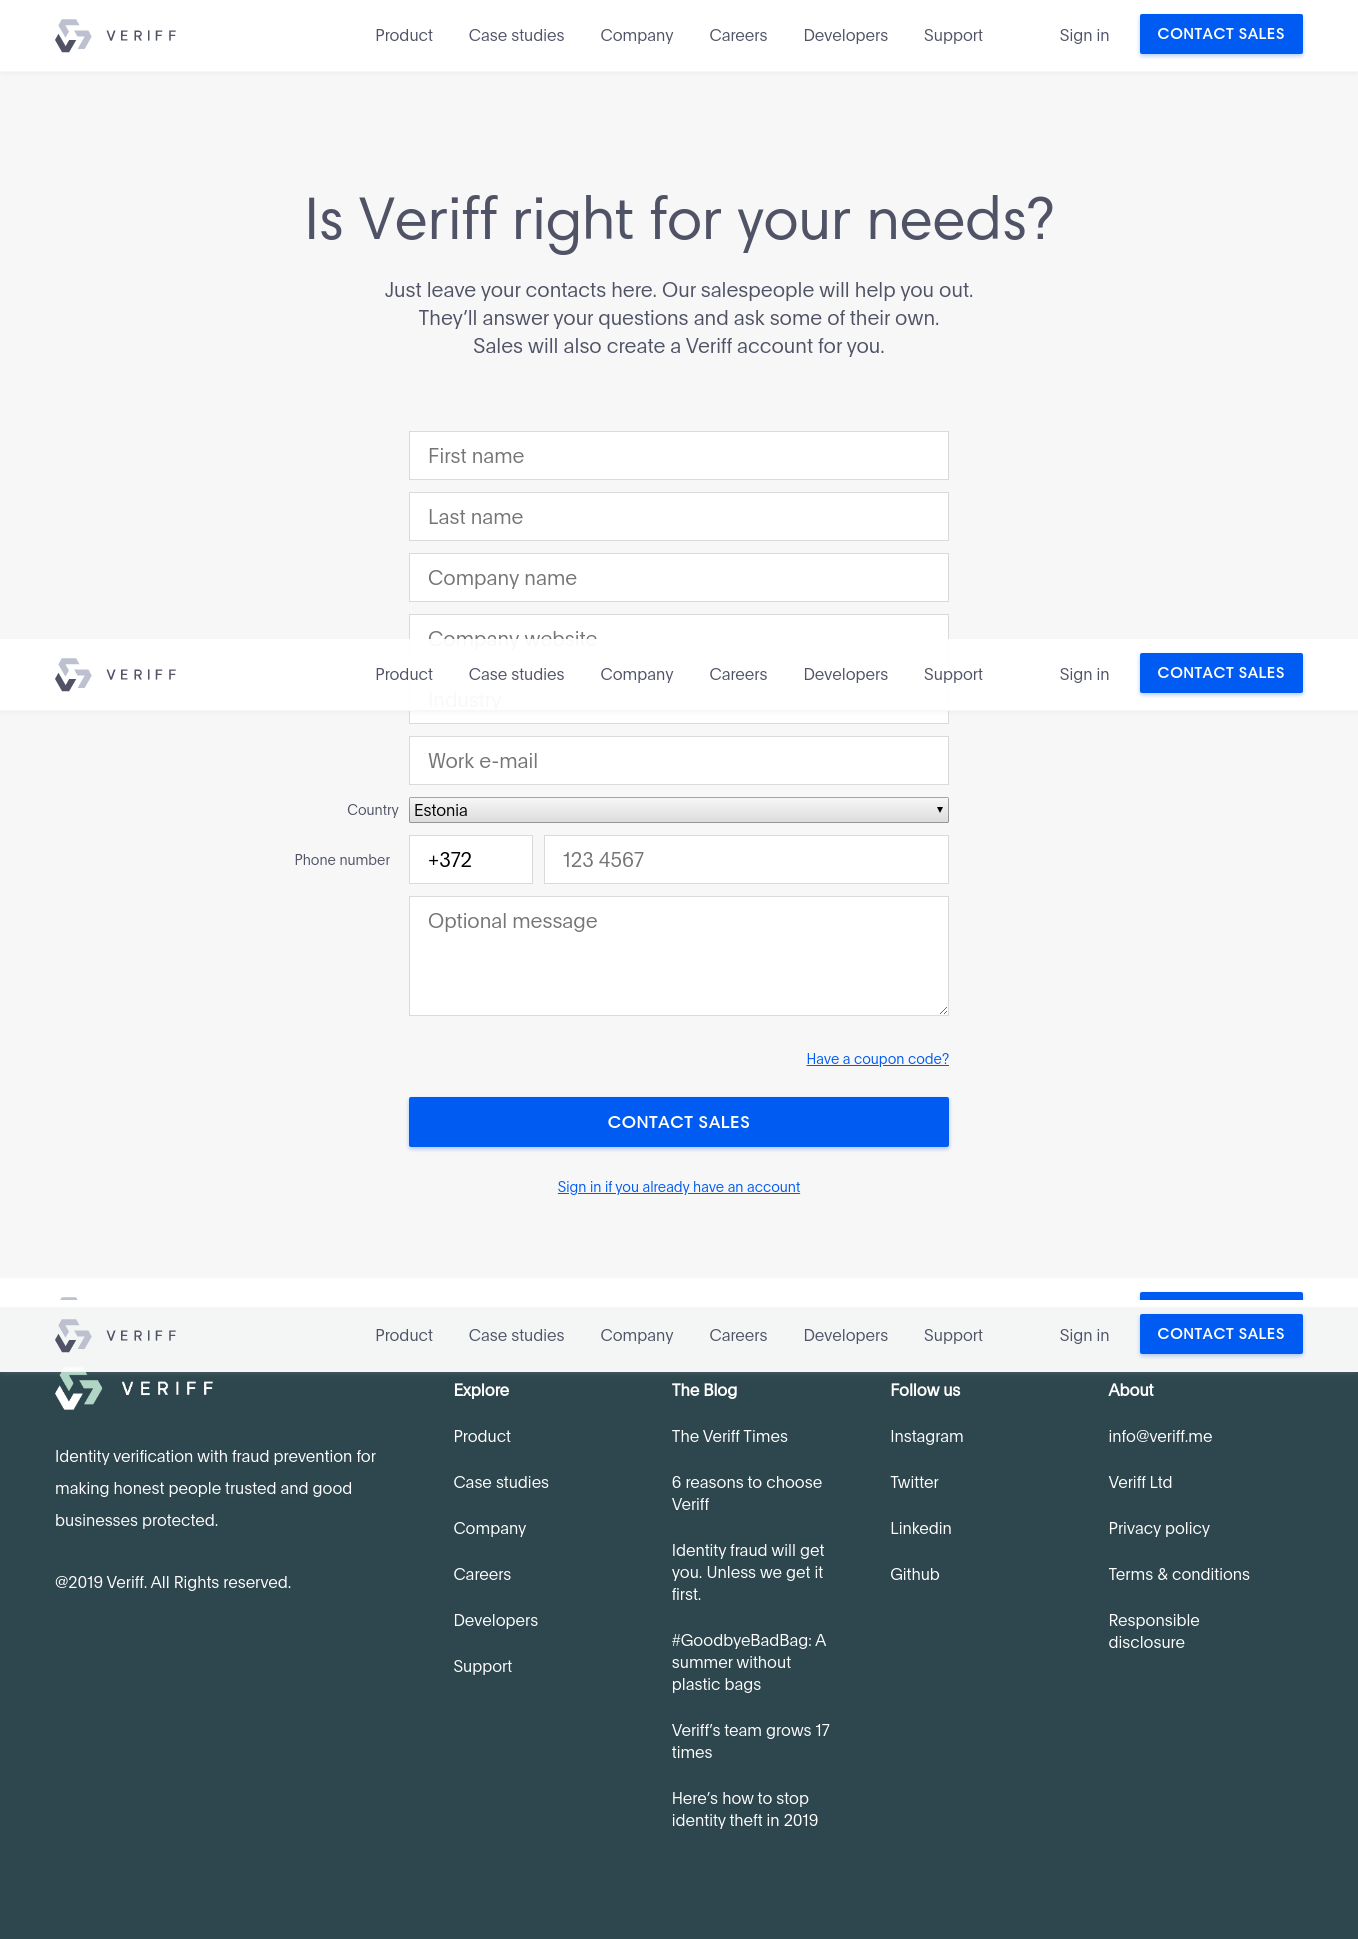 VERIFF
Product Case studies Company Careers Developers Support Sign in CONTACT SALES
Is Veriff right for your needs?
Just leave your contacts here. Our salespeople will help you out.
They’ll answer your questions and ask some of their own.
Sales will also create a Veriff account for you.
First name
Last name
Company name
Company website
VERIFF
Product Case studies Company Careers Developers Support Sign in CONTACT SALES
Industry
Work e-mail
Country Estonia
Phone number +372 123 4567
Optional message
Have a coupon code?
CONTACT SALES
Sign in if you already have an account
VERIFF
Product Case studies Company Careers Developers Support Sign in CONTACT SALES
VERIFF
Identity verification with fraud prevention for
making honest people trusted and good
businesses protected.
@2019 Veriff. All Rights reserved.
Explore
Product
Case studies
Company
Careers
Developers
Support
The Blog
The Veriff Times
6 reasons to choose
Veriff
Identity fraud will get
you. Unless we get it
first.
#GoodbyeBadBag: A
summer without
plastic bags
Veriff’s team grows 17
times
Here’s how to stop
identity theft in 2019
Follow us
Instagram
Twitter
Linkedin
Github
About
info@veriff.me
Veriff Ltd
Privacy policy
Terms & conditions
Responsible
disclosure